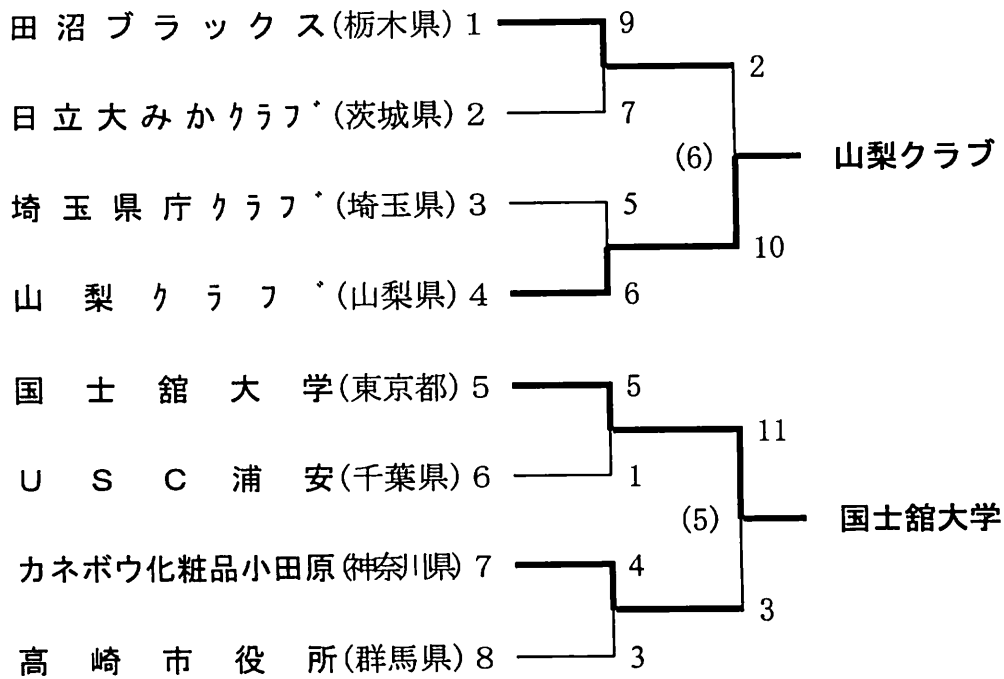 田沼ブラックス(栃木県) 1 9
2
日立大みかｸﾗﾌﾞ(茨城県) 2 7
(6) 山梨クラブ
埼玉県庁ｸﾗﾌﾞ(埼玉県) 3 5
10
山梨ｸﾗﾌﾞ(山梨県) 4 6
国士舘大学(東京都) 5 5
11
USC浦安(千葉県) 6 1
(5) 国士舘大学
カネボウ化粧品小田原(神奈川県) 7 4
3
高崎市役所(群馬県) 8 3